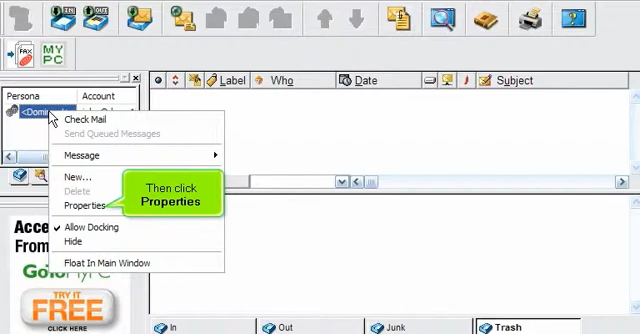 FAX
MY
PC
Persona Account
Label Who Date Subject
Check Mail
Send Queued Messages
Message
New...
Delete
Properties
Then click
Properties
Allow Docking
Hide
Float In Main Window
From
GoToMyPC
TRY IT
FREE
CLICK HERE
In Out Junk Trash